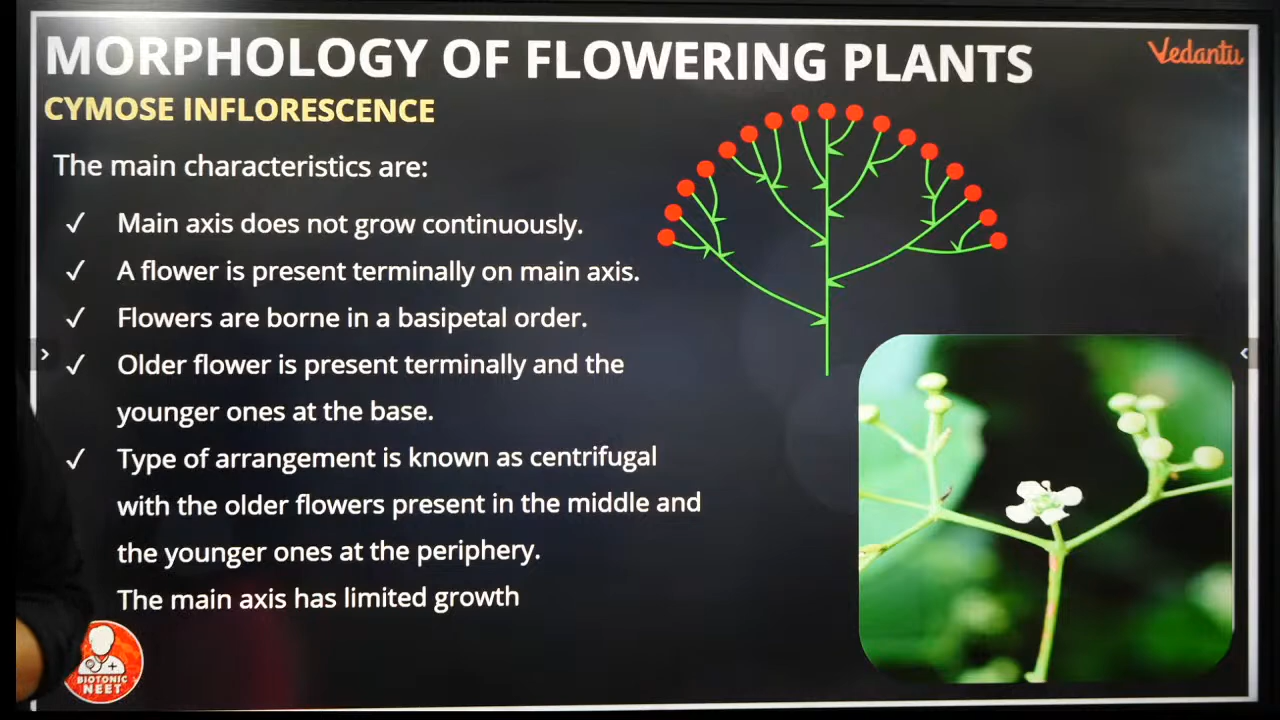 MORPHOLOGY OF FLOWERING PLANTS
Vedantu
CYMOSE INFLORESCENCE
The main characteristics are:
✓ Main axis does not grow continuously.
✓ A flower is present terminally on main axis.
✓ Flowers are borne in a basipetal order.
✓ Older flower is present terminally and the
younger ones at the base.
✓ Type of arrangement is known as centrifugal
with the older flowers present in the middle and
the younger ones at the periphery.
The main axis has limited growth
BIOTONIC
NEET